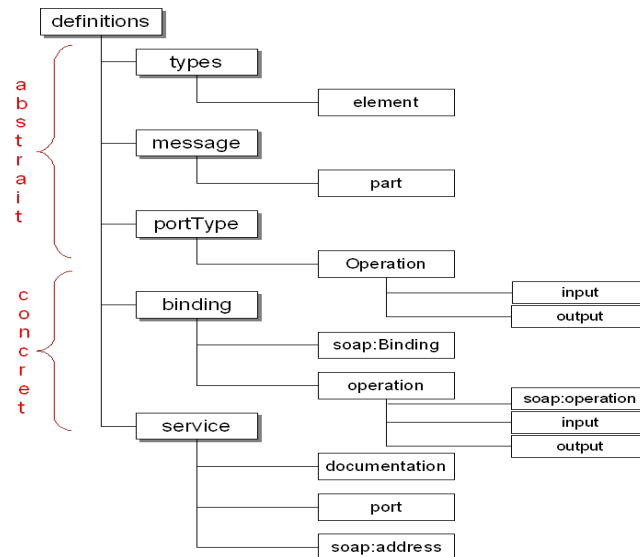 definitions
abstrait
types
element
message
part
portType
Operation
input
output
concret
binding
soap:Binding
operation
soap:operation
input
output
service
documentation
port
soap:address